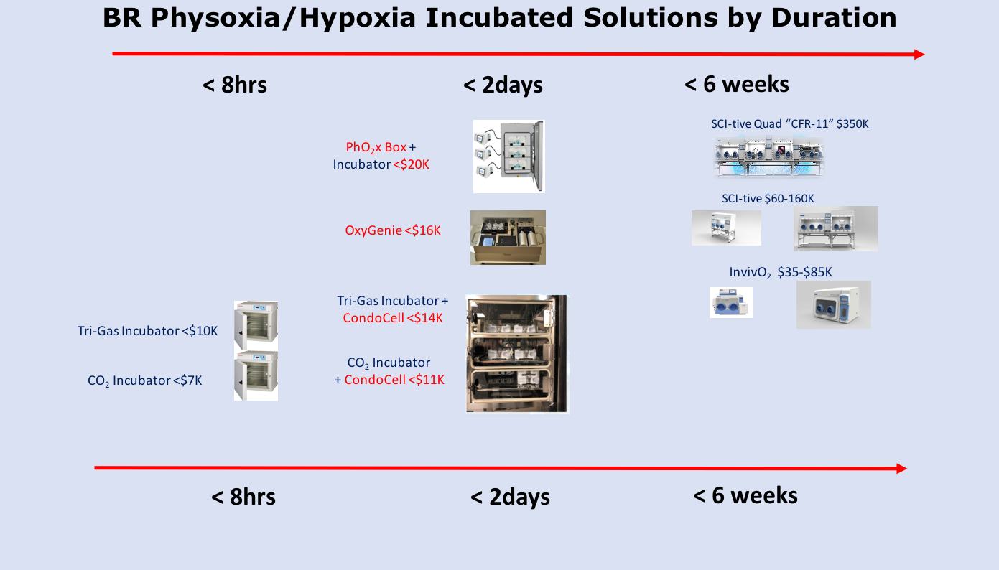 BR Physoxia/Hypoxia Incubated Solutions by Duration
< 8hrs
< 2days
< 6 weeks
PhO₂x Box +
Incubator <$20K
OxyGenie <$16K
Tri-Gas Incubator +
CondoCell <$14K
CO₂ Incubator
+ CondoCell <$11K
Tri-Gas Incubator <$10K
CO₂ Incubator <$7K
SCI-tive Quad “CFR-11” $350K
SCI-tive $60-160K
InvivO₂ $35-$85K
< 8hrs
< 2days
< 6 weeks